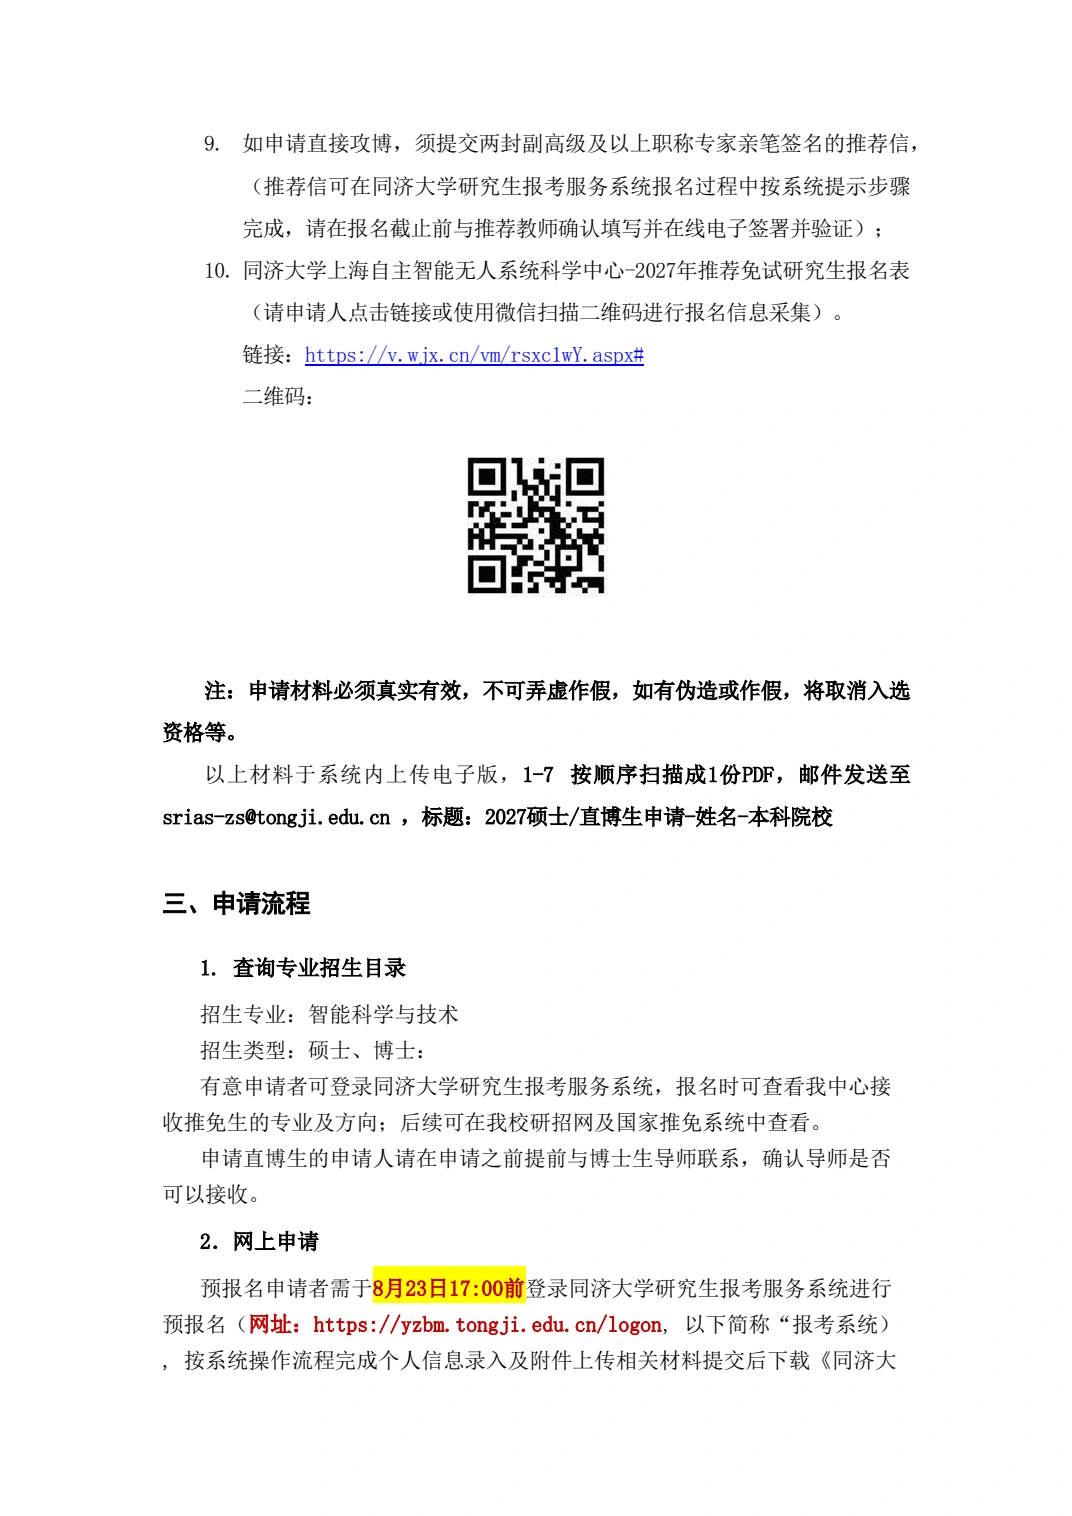 9. 如申请直接攻博，须提交两封副高级及以上职称专家亲笔签名的推荐信，
（推荐信可在同济大学研究生报考服务系统报名过程中按系统提示步骤
完成，请在报名截止前与推荐教师确认填写并在线电子签署并验证）；
10. 同济大学上海自主智能无人系统科学中心-2027年推荐免试研究生报名表
（请申请人点击链接或使用微信扫描二维码进行报名信息采集）。
链接：https://v.wjx.cn/vm/rsxc1wY.aspx#
二维码：
注：申请材料必须真实有效，不可弄虚作假，如有伪造或作假，将取消入选
资格等。
以上材料于系统内上传电子版，1-7 按顺序扫描成1份PDF，邮件发送至
srias-zs@tongji.edu.cn ，标题：2027硕士/直博生申请-姓名-本科院校
三、申请流程
1. 查询专业招生目录
招生专业：智能科学与技术
招生类型：硕士、博士：
有意申请者可登录同济大学研究生报考服务系统，报名时可查看我中心接
收推免生的专业及方向；后续可在我校研招网及国家推免系统中查看。
申请直博生的申请人请在申请之前提前与博士生导师联系，确认导师是否
可以接收。
2．网上申请
预报名申请者需于8月23日17:00前登录同济大学研究生报考服务系统进行
预报名（网址：https://yzbm.tongji.edu.cn/logon, 以下简称“报考系统）
, 按系统操作流程完成个人信息录入及附件上传相关材料提交后下载《同济大